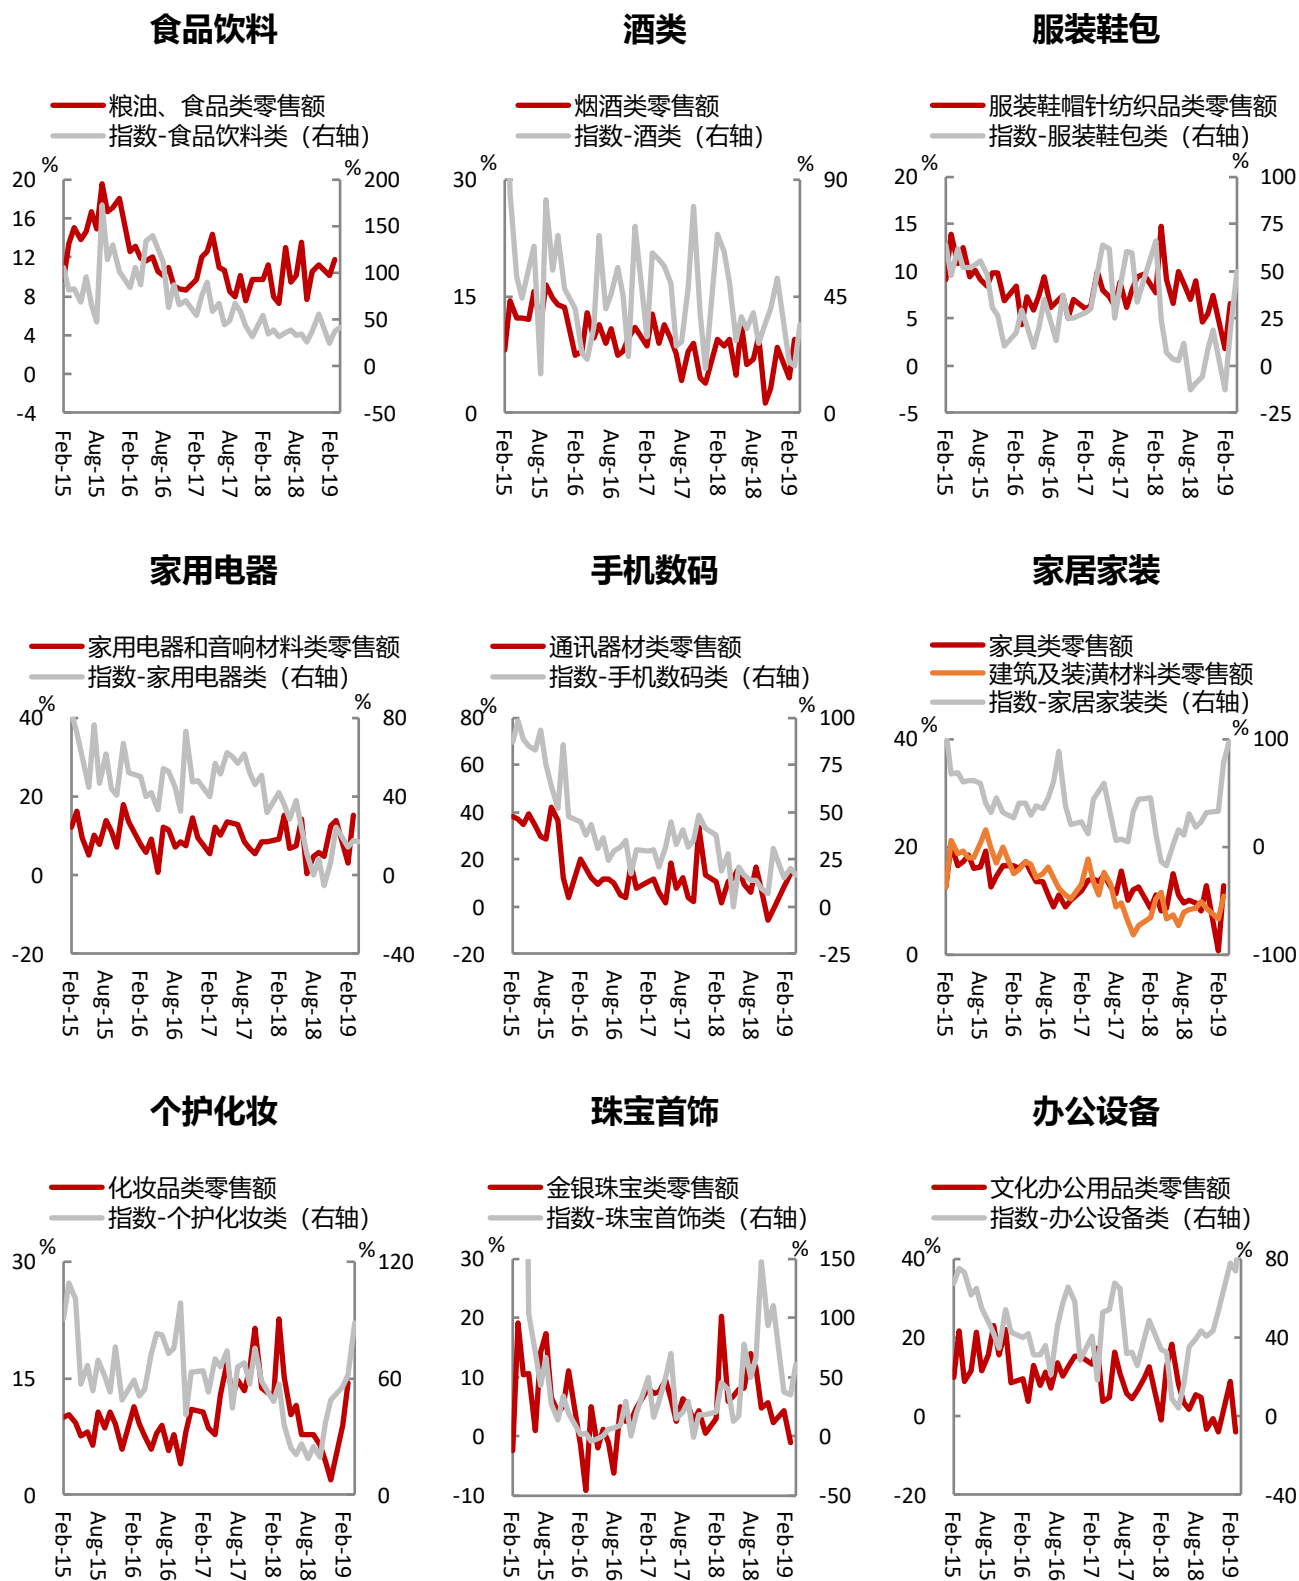 食品饮料
粮油、食品类零售额
指数-食品饮料类（右轴）
%
%
20
16
12
8
4
0
-4
200
150
100
50
0
-50
Feb-15
Aug-15
Feb-16
Aug-16
Feb-17
Aug-17
Feb-18
Aug-18
Feb-19
酒类
烟酒类零售额
指数-酒类（右轴）
%
%
30
15
0
90
45
0
Feb-15
Aug-15
Feb-16
Aug-16
Feb-17
Aug-17
Feb-18
Aug-18
Feb-19
服装鞋包
服装鞋帽针纺织品类零售额
指数-服装鞋包类（右轴）
%
%
20
15
10
5
0
-5
100
75
50
25
0
-25
Feb-15
Aug-15
Feb-16
Aug-16
Feb-17
Aug-17
Feb-18
Aug-18
Feb-19
家用电器
家用电器和音响材料类零售额
指数-家用电器类（右轴）
%
%
40
20
0
-20
80
40
0
-40
Feb-15
Aug-15
Feb-16
Aug-16
Feb-17
Aug-17
Feb-18
Aug-18
Feb-19
手机数码
通讯器材类零售额
指数-手机数码类（右轴）
%
%
80
60
40
20
0
-20
100
75
50
25
0
-25
Feb-15
Aug-15
Feb-16
Aug-16
Feb-17
Aug-17
Feb-18
Aug-18
Feb-19
家居家装
家具类零售额
建筑及装潢材料类零售额
指数-家居家装类（右轴）
%
%
40
20
0
100
0
-100
Feb-15
Aug-15
Feb-16
Aug-16
Feb-17
Aug-17
Feb-18
Aug-18
Feb-19
个护化妆
化妆品类零售额
指数-个护化妆类（右轴）
%
%
30
15
0
120
60
0
Feb-15
Aug-15
Feb-16
Aug-16
Feb-17
Aug-17
Feb-18
Aug-18
Feb-19
珠宝首饰
金银珠宝类零售额
指数-珠宝首饰类（右轴）
%
%
30
20
10
0
-10
150
100
50
0
-50
Feb-15
Aug-15
Feb-16
Aug-16
Feb-17
Aug-17
Feb-18
Aug-18
Feb-19
办公设备
文化办公用品类零售额
指数-办公设备类（右轴）
%
%
40
20
0
-20
80
40
0
-40
Feb-15
Aug-15
Feb-16
Aug-16
Feb-17
Aug-17
Feb-18
Aug-18
Feb-19